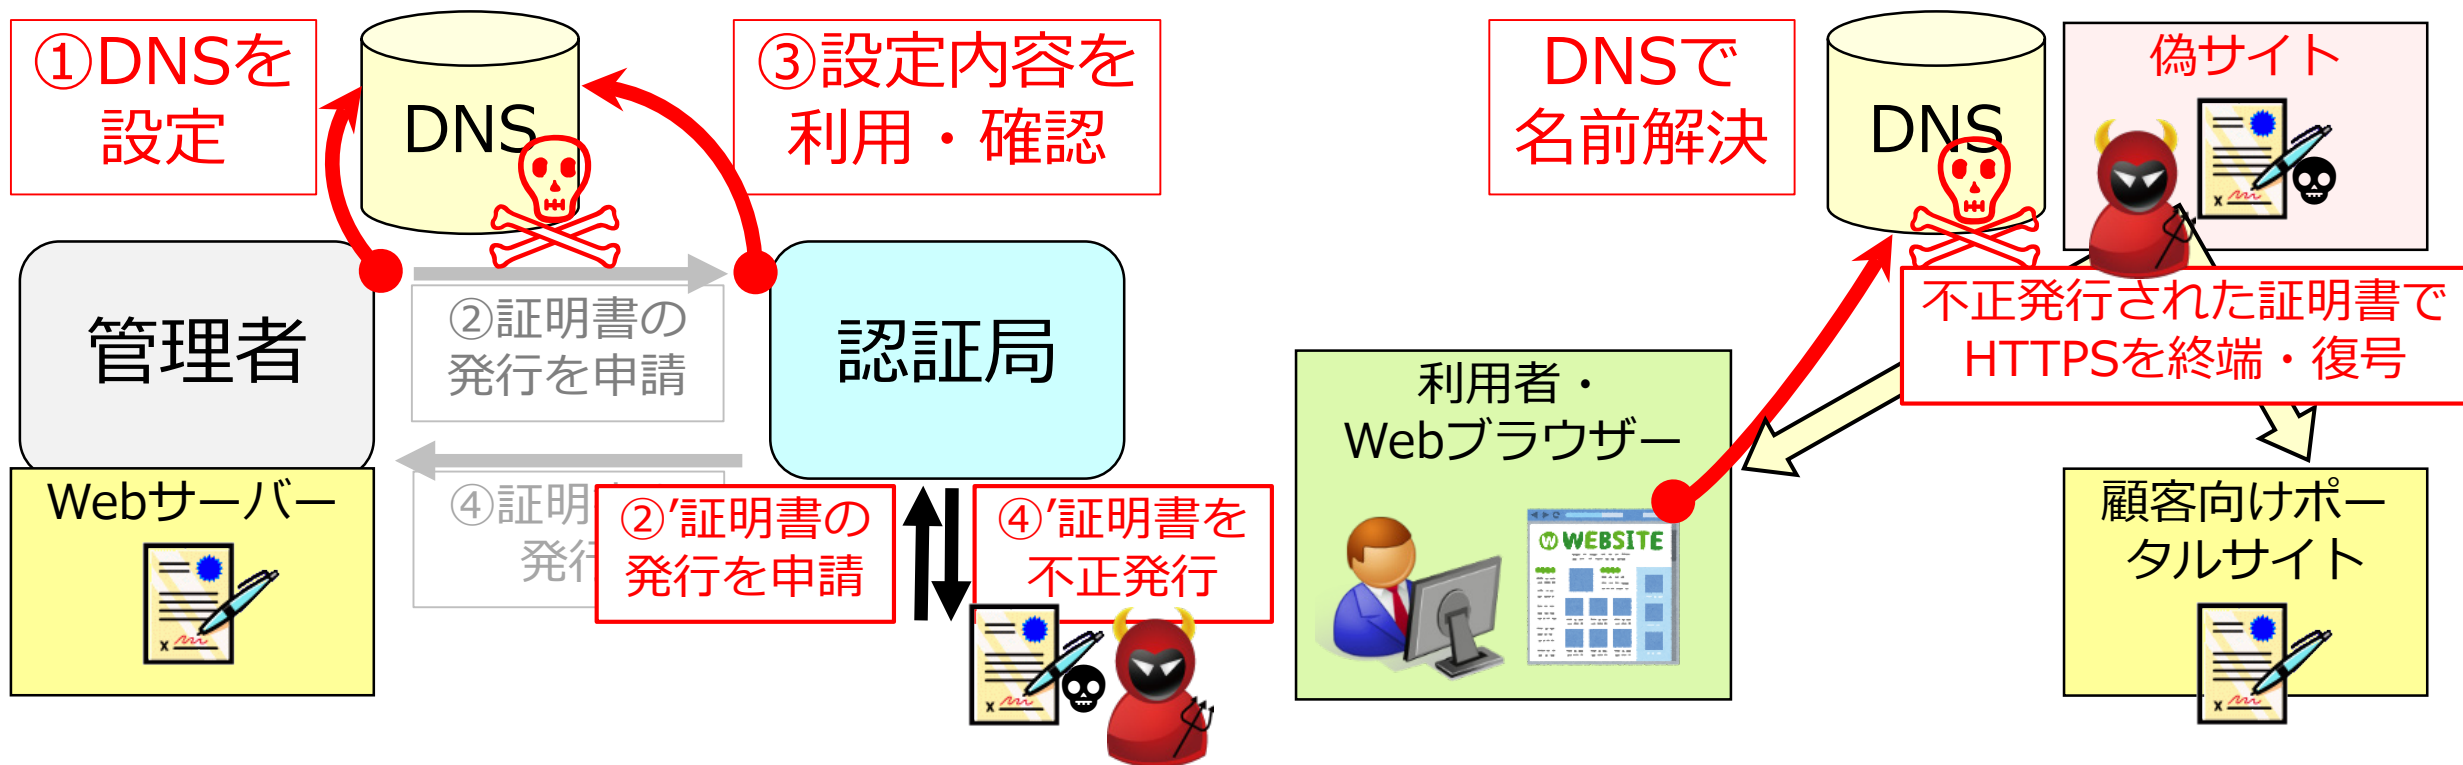 ①DNSを
設定
DNS
③設定内容を
利用・確認
管理者
②証明書の
発行を申請
認証局
Webサーバー
④証明
発行
②’証明書の
発行を申請
④’証明書を
不正発行
DNSで
名前解決
DNS
偽サイト
不正発行された証明書で
HTTPSを終端・復号
利用者・
Webブラウザー
WEBSITE
顧客向けポー
タルサイト